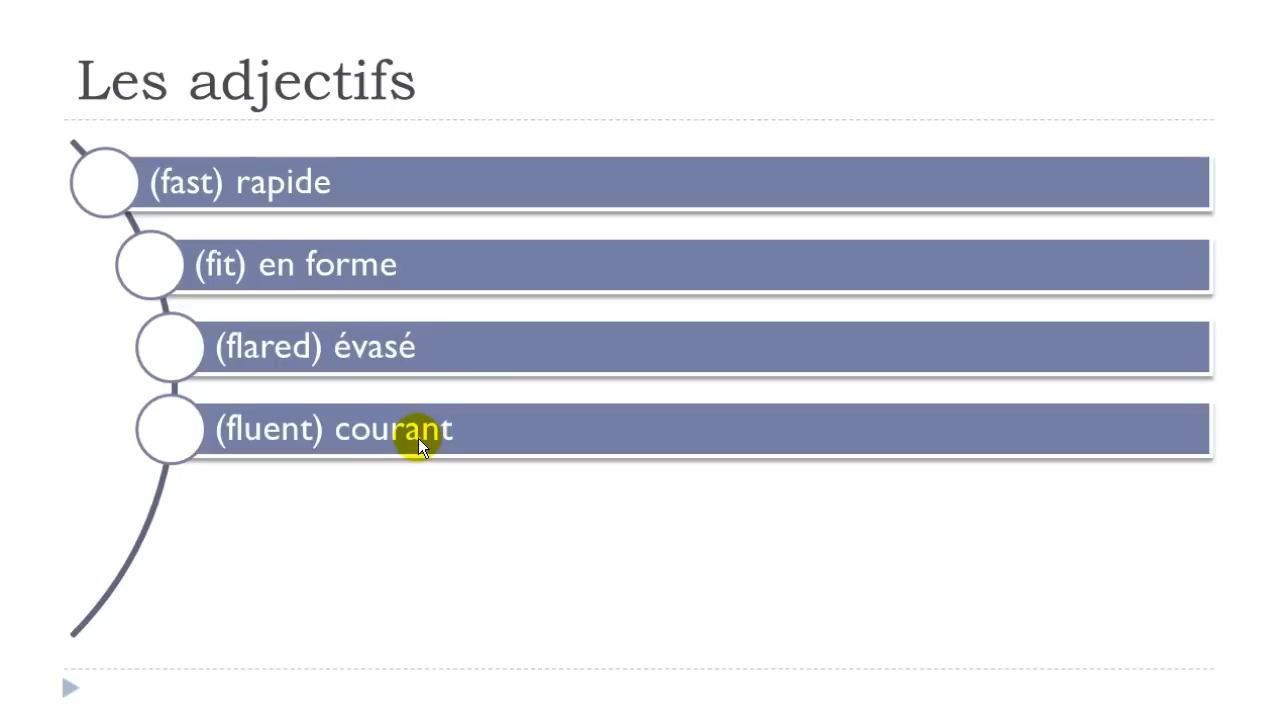 Les adjectifs
(fast) rapide
(fit) en forme
(flared) évasé
(fluent) courant